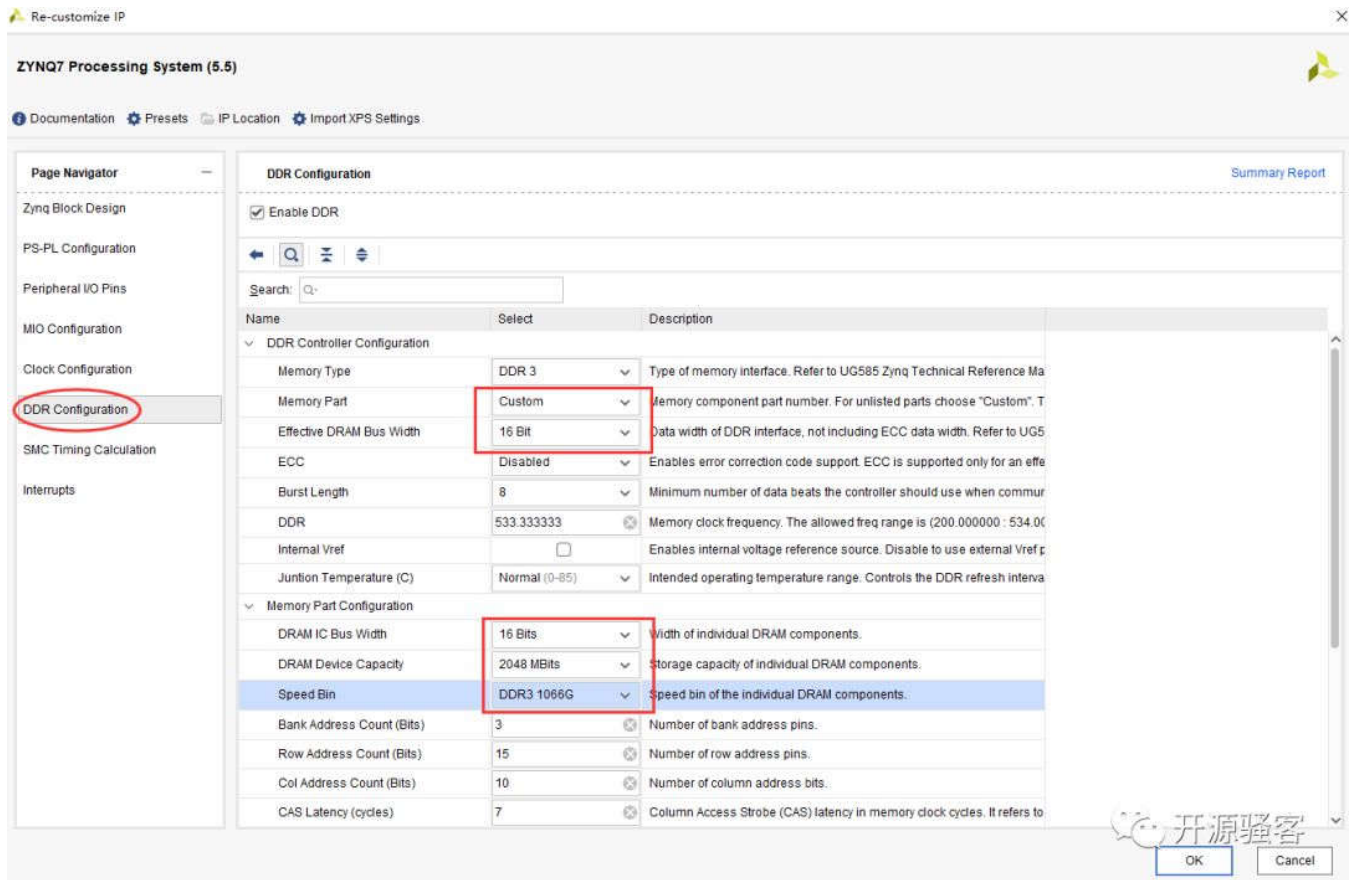 Re-customize IP
ZYNQ7 Processing System (5.5)
Documentation Presets IP Location Import XPS Settings
Page Navigator
Zynq Block Design
PS-PL Configuration
Peripheral I/O Pins
MIO Configuration
Clock Configuration
DDR Configuration
SMC Timing Calculation
Interrupts
DDR Configuration Summary Report
Enable DDR
Search:
Name Select Description
DDR Controller Configuration
Memory Type DDR 3 Type of memory interface. Refer to UG585 Zynq Technical Reference Ma
Memory Part Custom Memory component part number. For unlisted parts choose "Custom". T
Effective DRAM Bus Width 16 Bit Data width of DDR interface, not including ECC data width. Refer to UG5
ECC Disabled Enables error correction code support. ECC is supported only for an effe
Burst Length 8 Minimum number of data beats the controller should use when commun
DDR 533.333333 Memory clock frequency. The allowed freq range is (200.000000 : 534.00
Internal Vref Enables internal voltage reference source. Disable to use external Vref p
Juntion Temperature (C) Normal (0-85) Intended operating temperature range. Controls the DDR refresh interva
Memory Part Configuration
DRAM IC Bus Width 16 Bits Width of individual DRAM components.
DRAM Device Capacity 2048 MBits Storage capacity of individual DRAM components.
Speed Bin DDR3 1066G Speed bin of the individual DRAM components.
Bank Address Count (Bits) 3 Number of bank address pins.
Row Address Count (Bits) 15 Number of row address pins.
Col Address Count (Bits) 10 Number of column address bits.
CAS Latency (cycles) 7 Column Access Strobe (CAS) latency in memory clock cycles. It refers to
开源骚客
OK Cancel